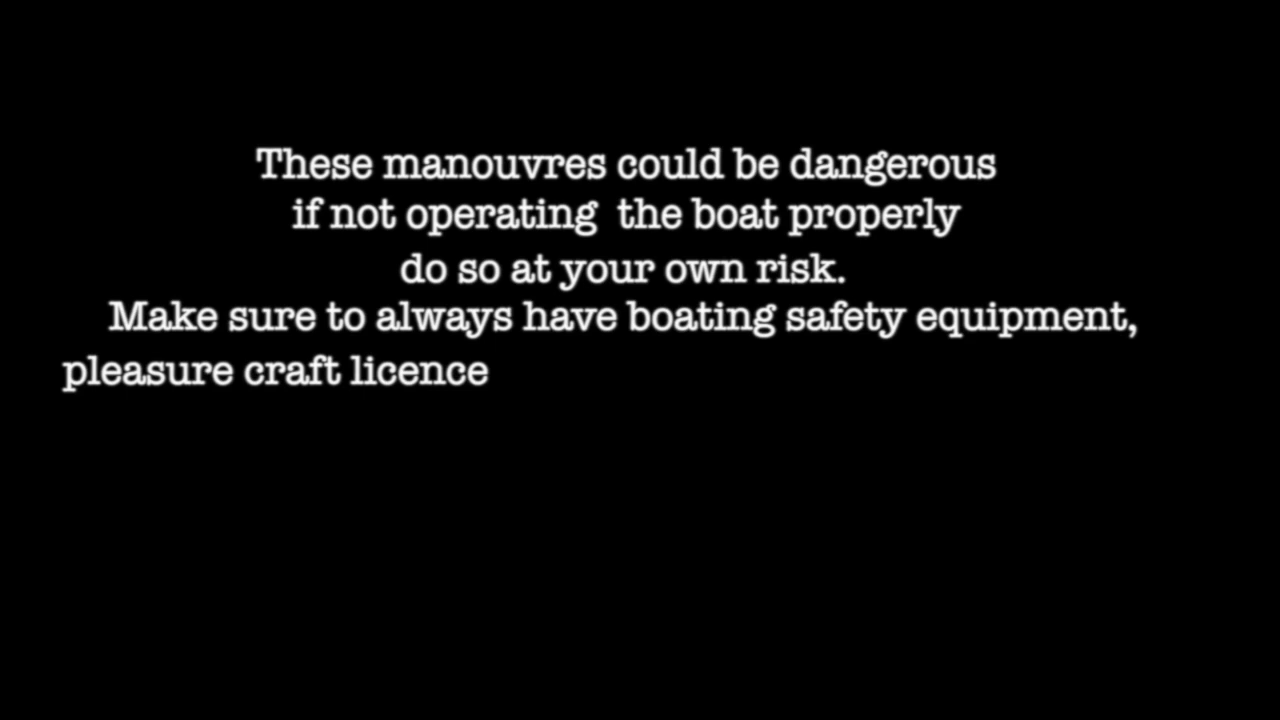 These manouvres could be dangerous
if not operating  the boat properly
do so at your own risk.
Make sure to always have boating safety equipment,
pleasure craft licence